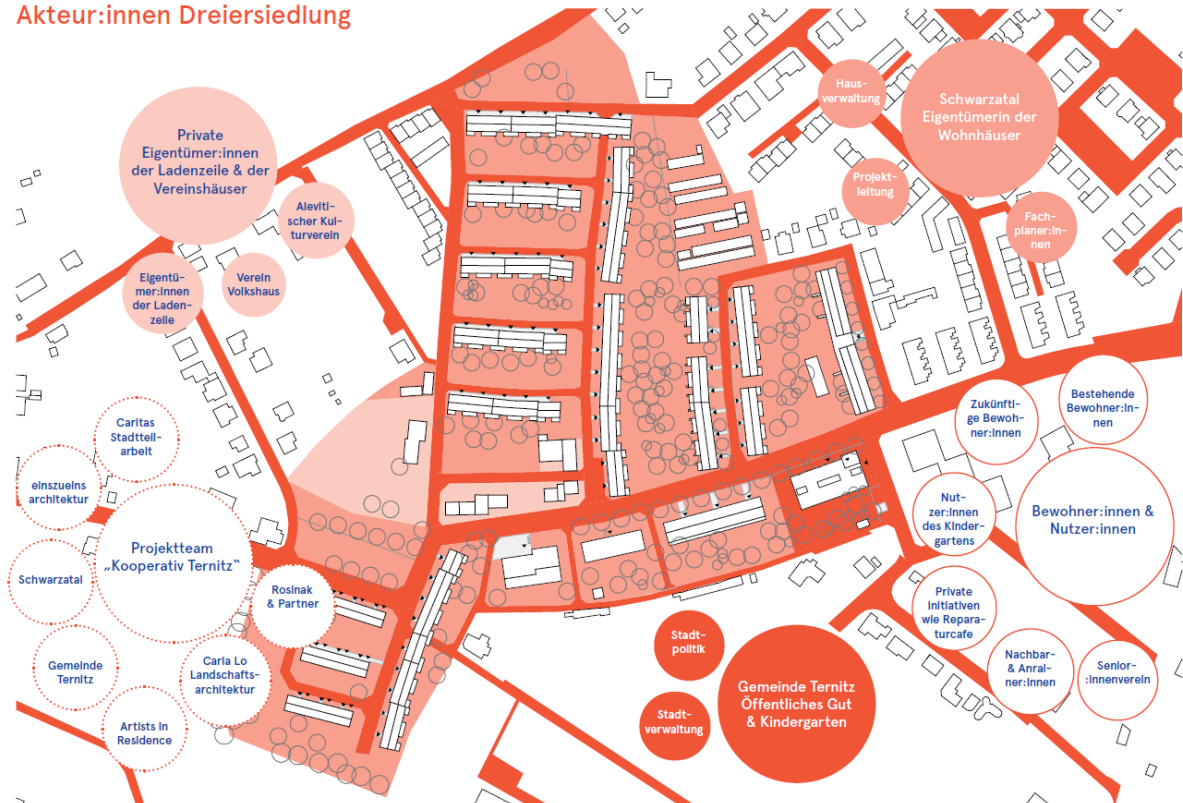 Akteur:innen Dreiersiedlung
Private
Eigentümer:innen
der Ladenzeile & der
Vereinshäuser
Aleviti-
scher Kul-
turverein
Eigentü-
mer:innen
der Laden-
zeile
Verein
Volkshaus
Haus-
verwaltung
Schwarzatal
Eigentümerin der
Wohnhäuser
Projekt-
leitung
Fach-
planer:in-
nen
Caritas
Stadtteil-
arbeit
einszueins
architektur
Projektteam
„Kooperativ Ternitz"
Schwarzatal
Rosinak
& Partner
Gemeinde
Ternitz
Carla Lo
Landschafts-
architektur
Artists in
Residence
Stadt-
politik
Stadt-
verwaltung
Gemeinde Ternitz
Öffentliches Gut
& Kindergarten
Zukünfti-
ge Bewoh-
ner:innen
Bestehende
Bewohner:in-
nen
Nut-
zer:innen
des Kinder-
gartens
Bewohner:innen &
Nutzer:innen
Private
Initiativen
wie Repara-
turcafe
Nachbar-
& Anrai-
ner:innen
Senior-
:innenverein